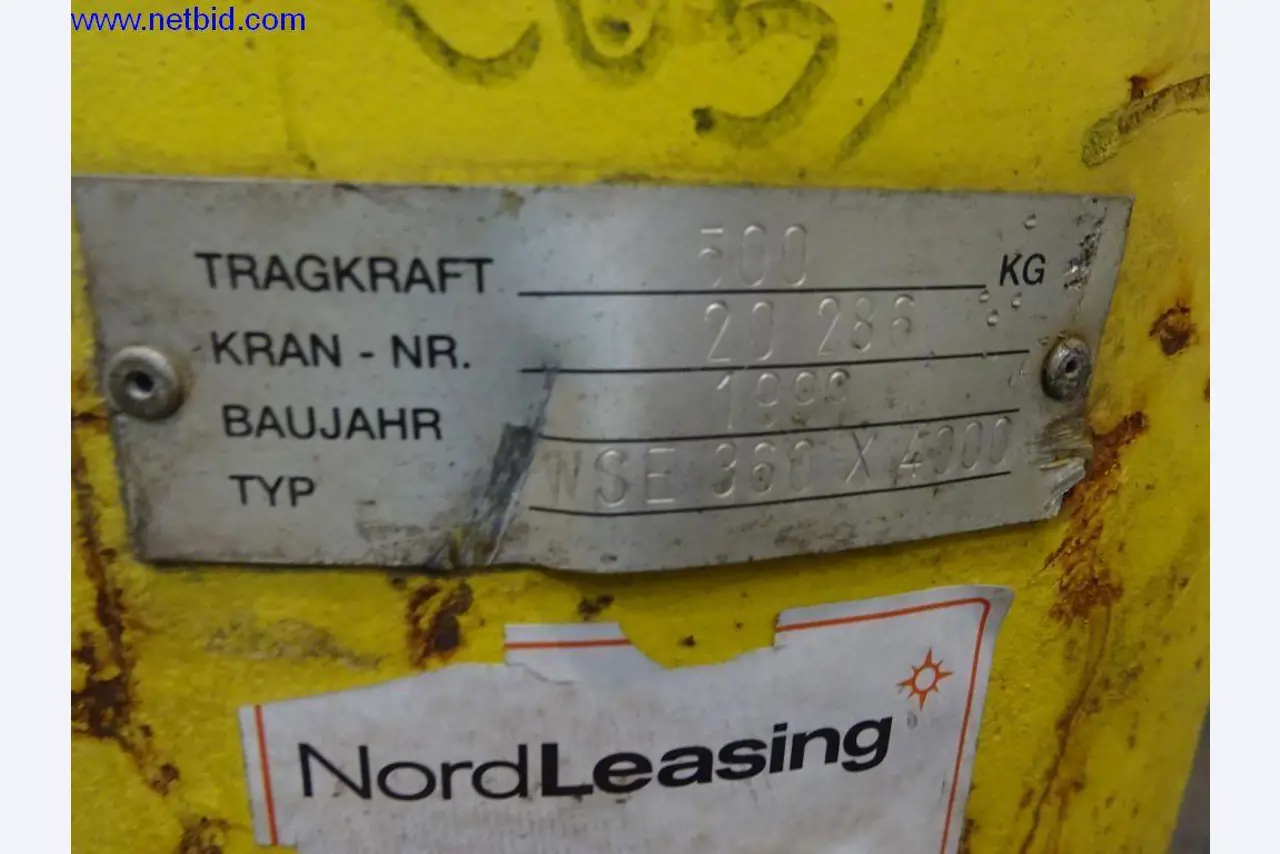 www.netbid.com
TRAGKRAFT 500 KG
KRAN - NR. 20 286
BAUJAHR
TYP WSE 360 X 4000
NordLeasing